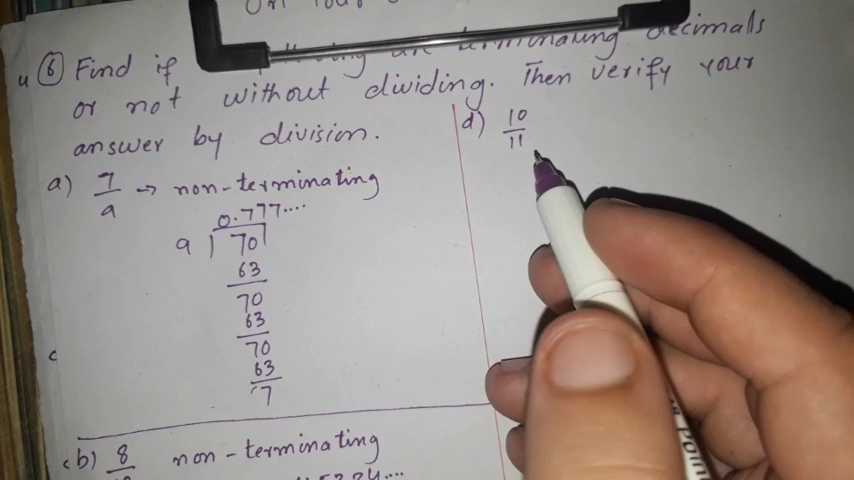 6 Find if terminating decimals
or not without dividing. Then verify your
answer by division.
a) 7/9 → non-terminating
0.777....
9 70
63
70
63
70
63
7
b) 8 non-terminating
d) 10/11